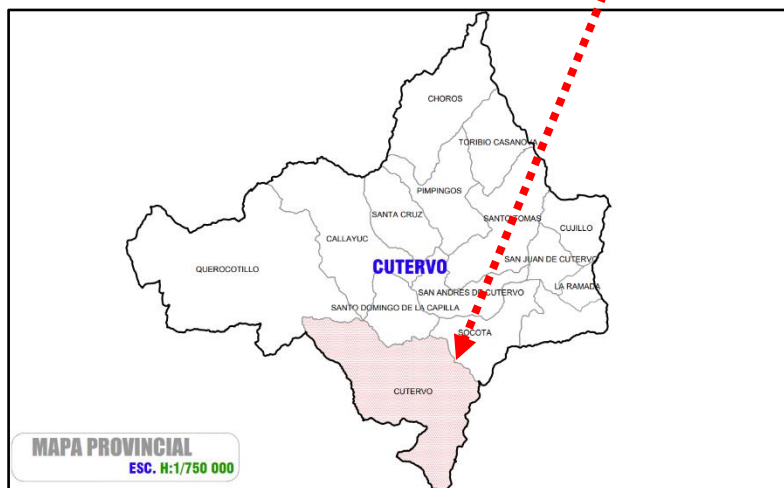 CHOROS
TORIBIO CASANOVA
PIMPINGOS
SANTA CRUZ
SANTO TOMAS
CUJILLO
CALLAYUC
SAN JUAN DE CUTERVO
QUEROCOTILLO
CUTERVO
LA RAMADA
SAN ANDRES DE CUTERVO
SANTO DOMINGO DE LA CAPILLA
SOCOTA
CUTERVO
MAPA PROVINCIAL
ESC. H:1/750 000